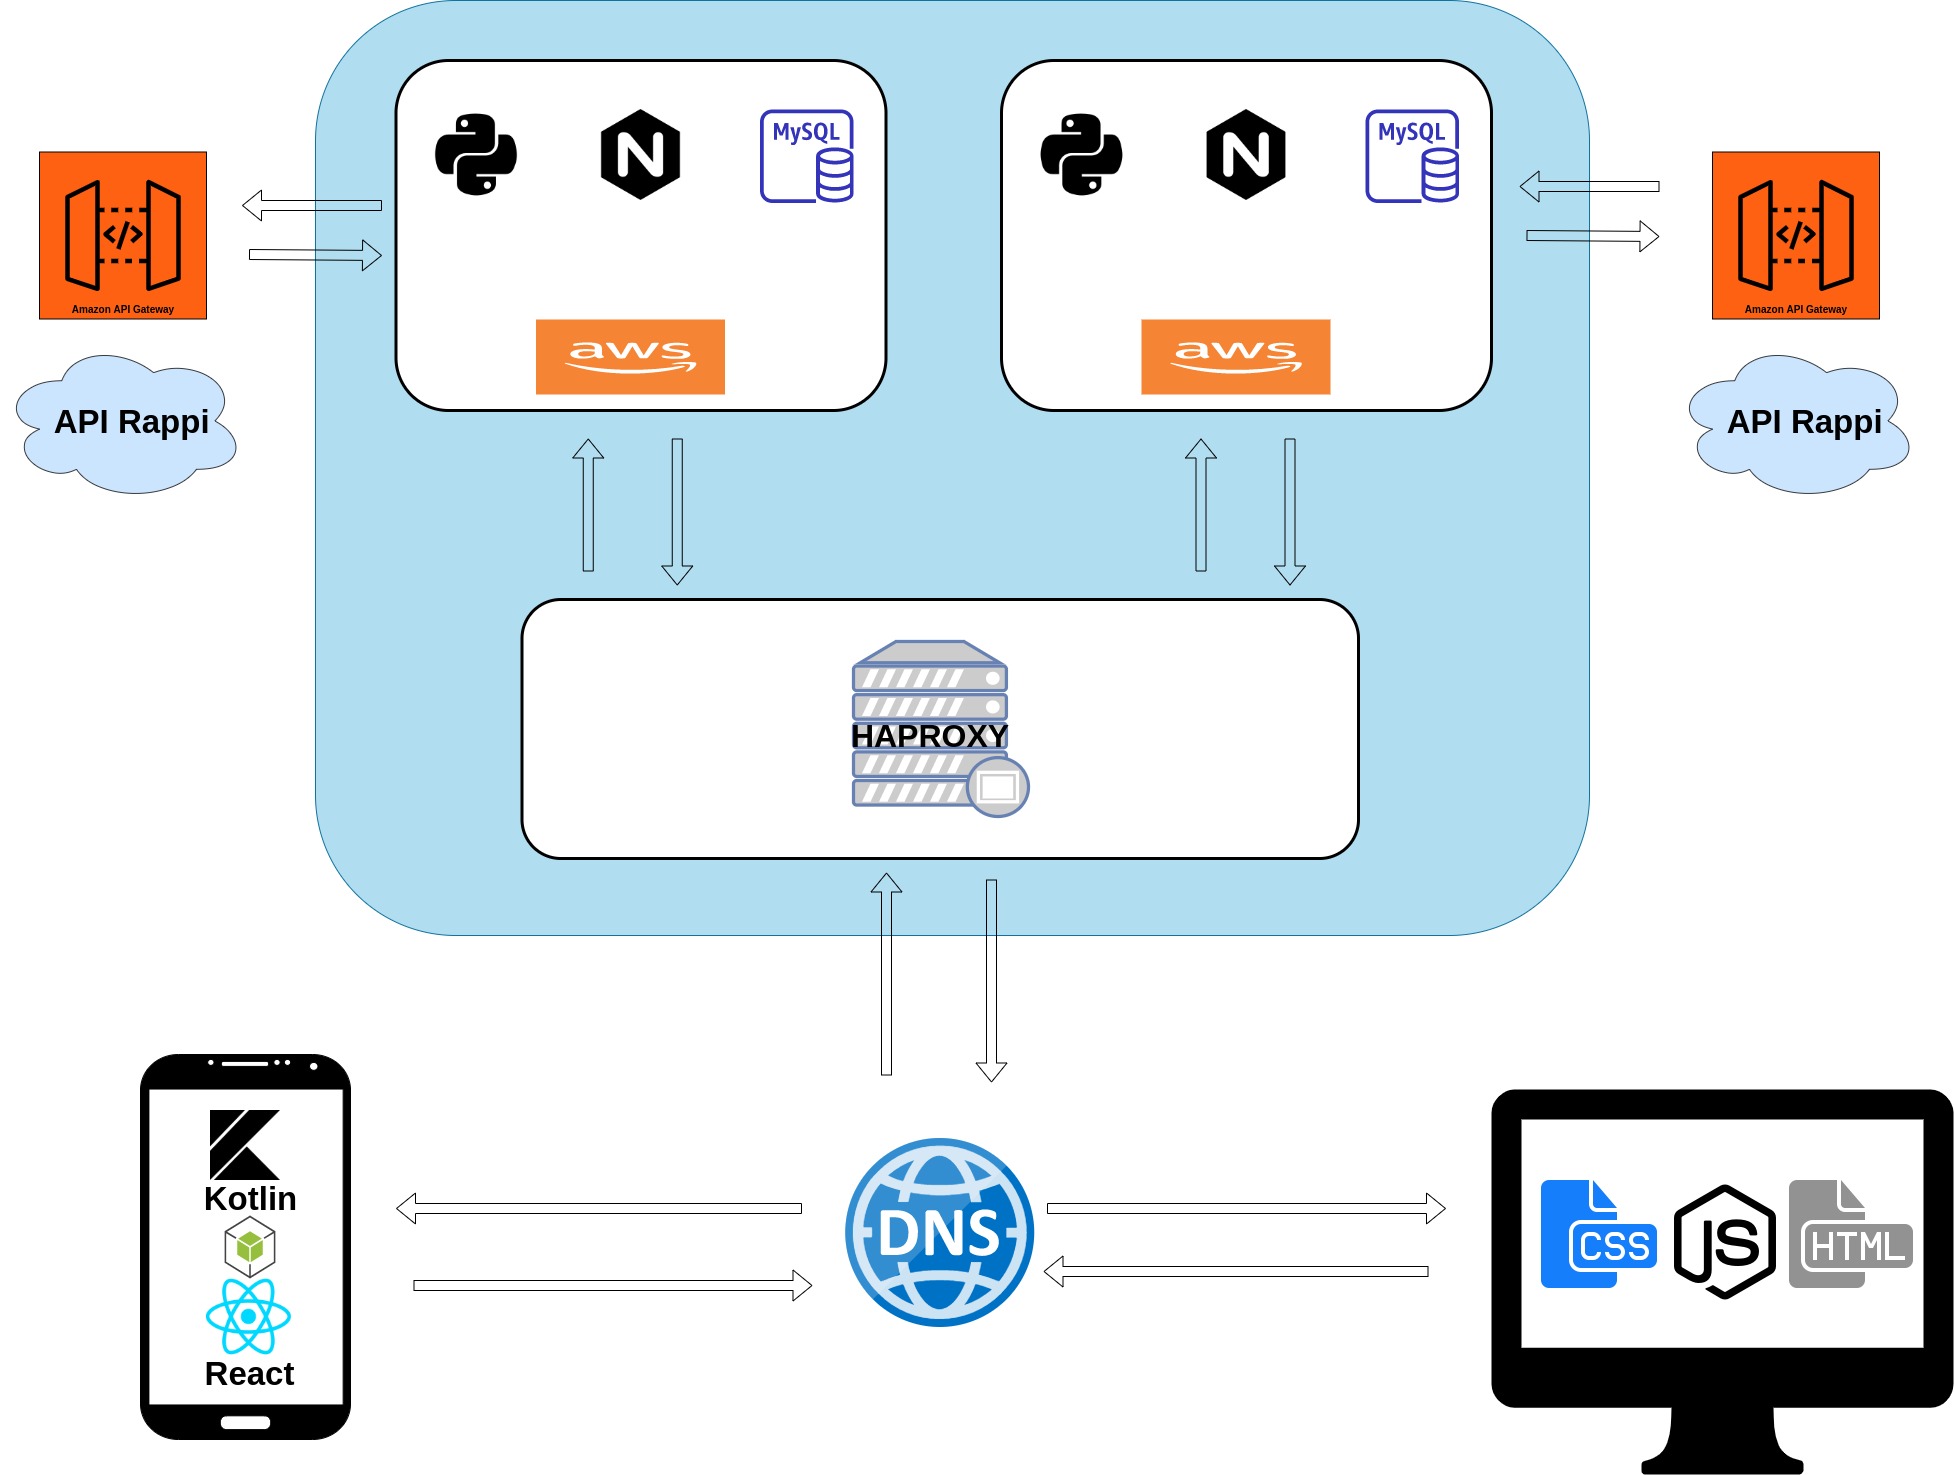 MySQL
MySQL
Amazon API Gateway
Amazon API Gateway
aws
aws
API Rappi
API Rappi
HAPROXY
Kotlin
React
DNS
CSS
JS
HTML